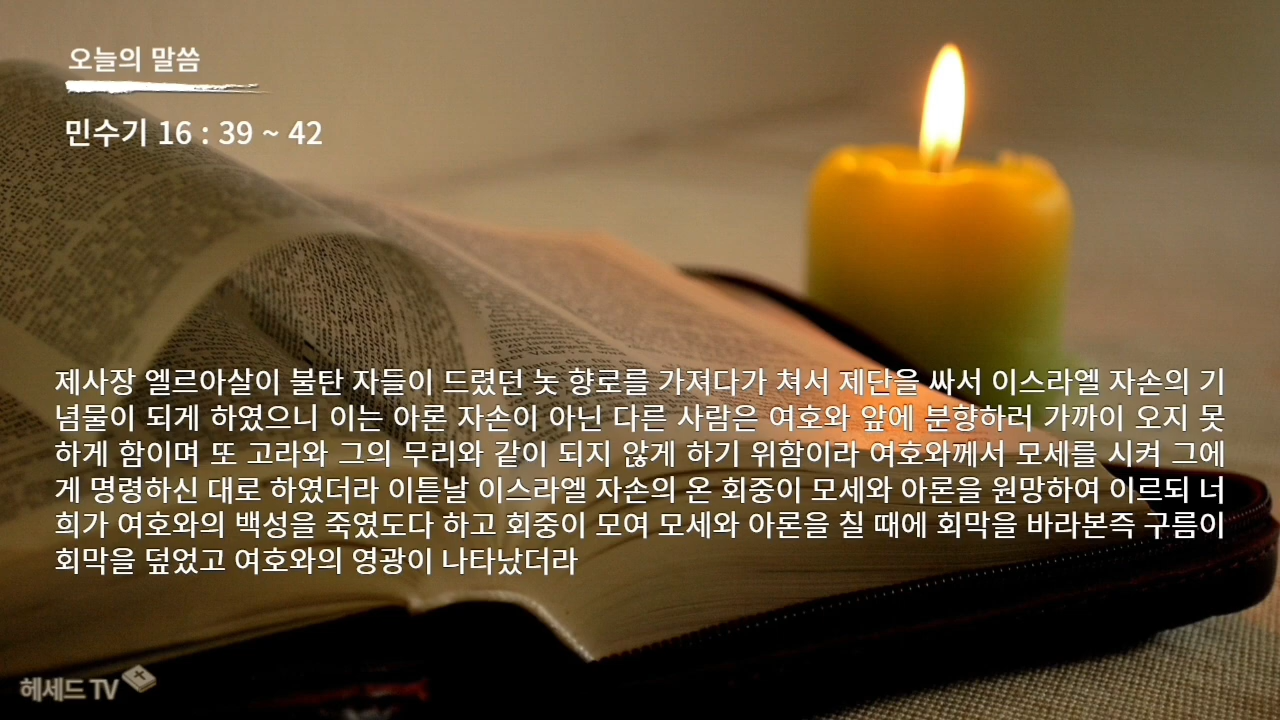 오늘의 말씀
민수기 16 : 39 ~ 42
제사장 엘르아살이 불탄 자들이 드렸던 놋 향로를 가져다가 쳐서 제단을 싸서 이스라엘 자손의 기
념물이 되게 하였으니 이는 아론 자손이 아닌 다른 사람은 여호와 앞에 분향하러 가까이 오지 못
하게 함이며 또 고라와 그의 무리와 같이 되지 않게 하기 위함이라 여호와께서 모세를 시켜 그에
게 명령하신 대로 하였더라 이튿날 이스라엘 자손의 온 회중이 모세와 아론을 원망하여 이르되 너
희가 여호와의 백성을 죽였도다 하고 회중이 모여 모세와 아론을 칠 때에 회막을 바라본즉 구름이
회막을 덮었고 여호와의 영광이 나타났더라
헤세드 TV